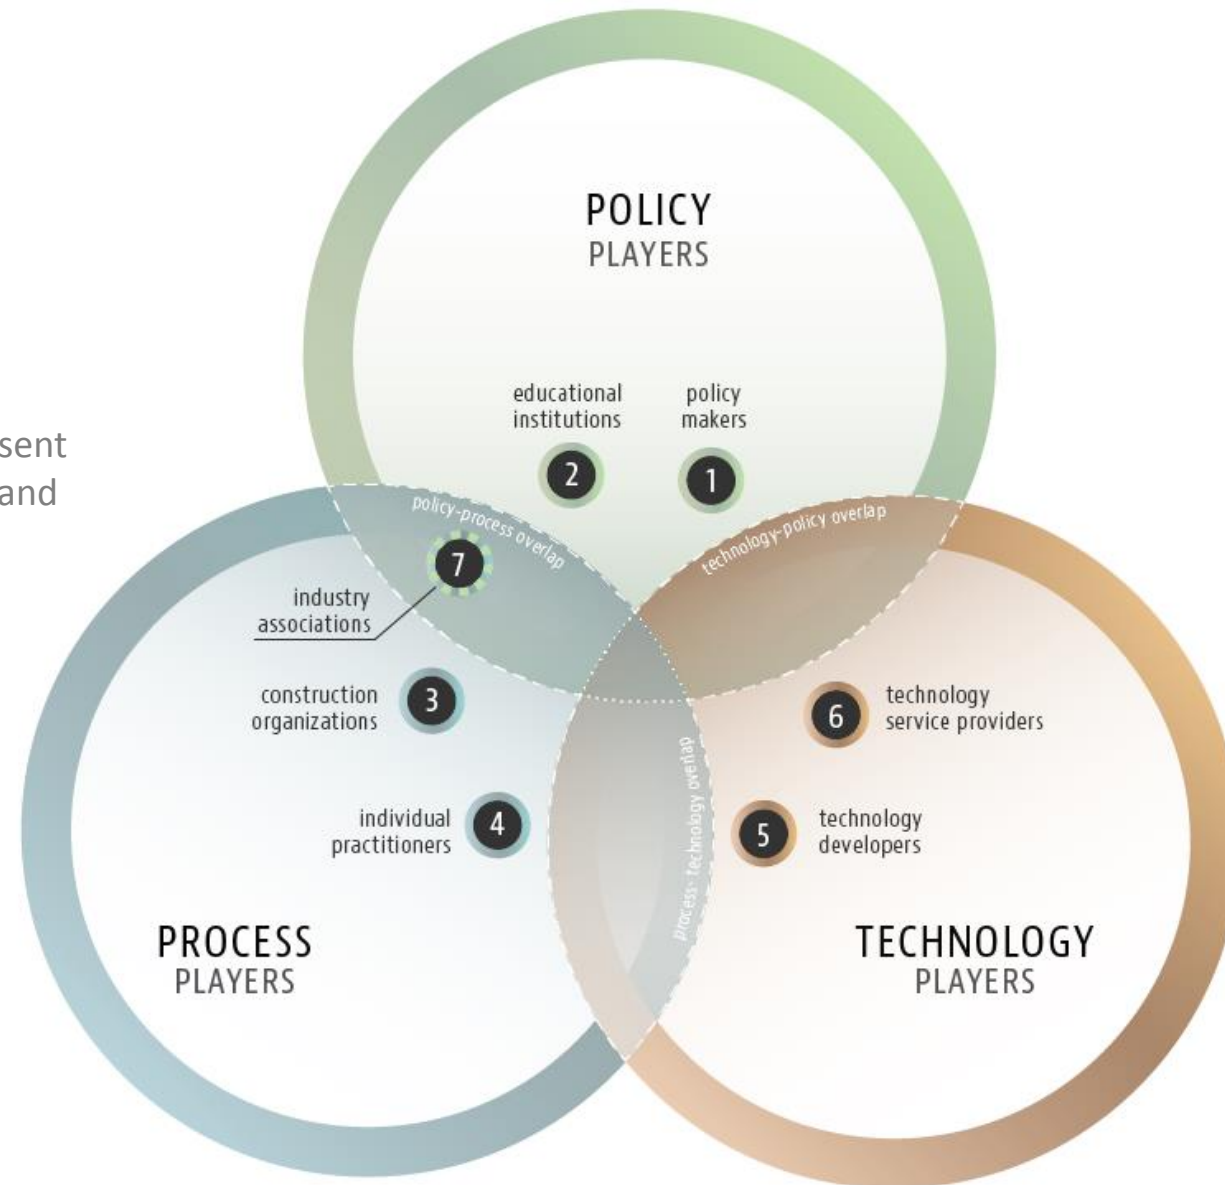 POLICY
PLAYERS
educational
institutions
policy
makers
2
1
sent
and
policy-process overlap
technology-policy overlap
7
industry
associations
construction
organizations
3
6
technology
service providers
individual
practitioners
4
5
technology
developers
process- technology overlap
PROCESS
PLAYERS
TECHNOLOGY
PLAYERS